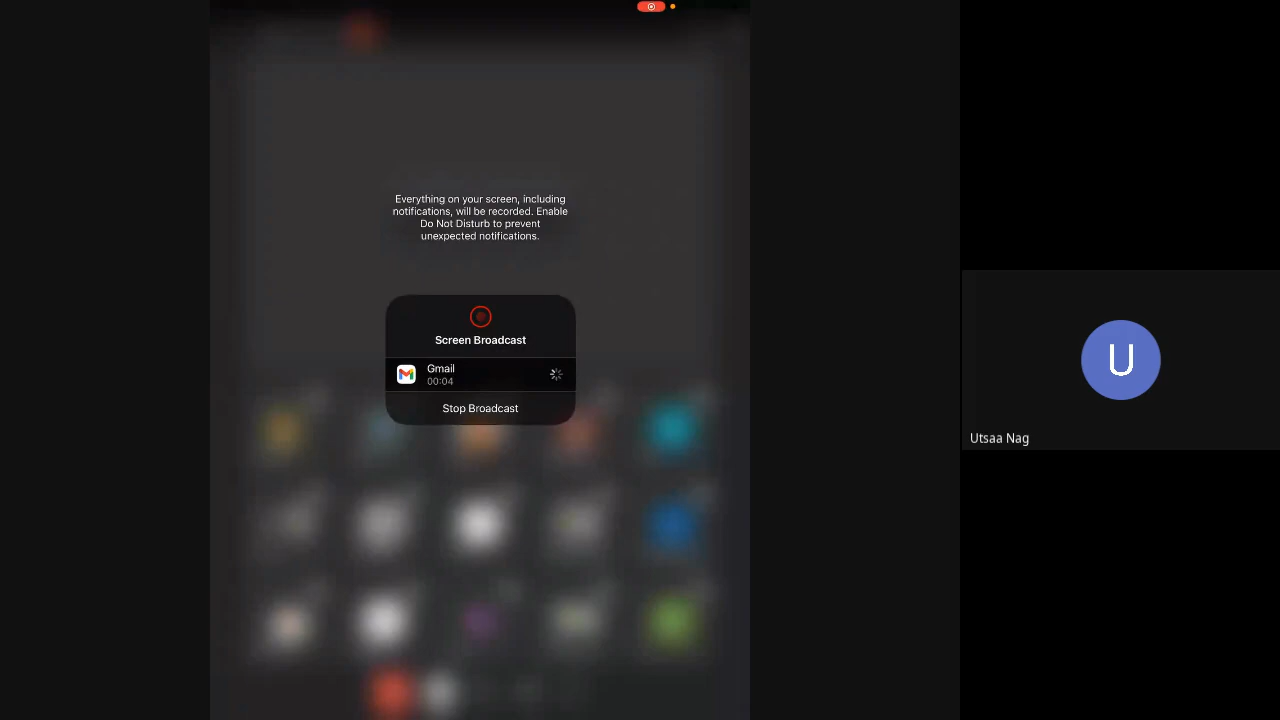 Everything on your screen, including
notifications, will be recorded. Enable
Do Not Disturb to prevent
unexpected notifications.
Screen Broadcast
Gmail
00:04
Stop Broadcast
U
Utsaa Nag